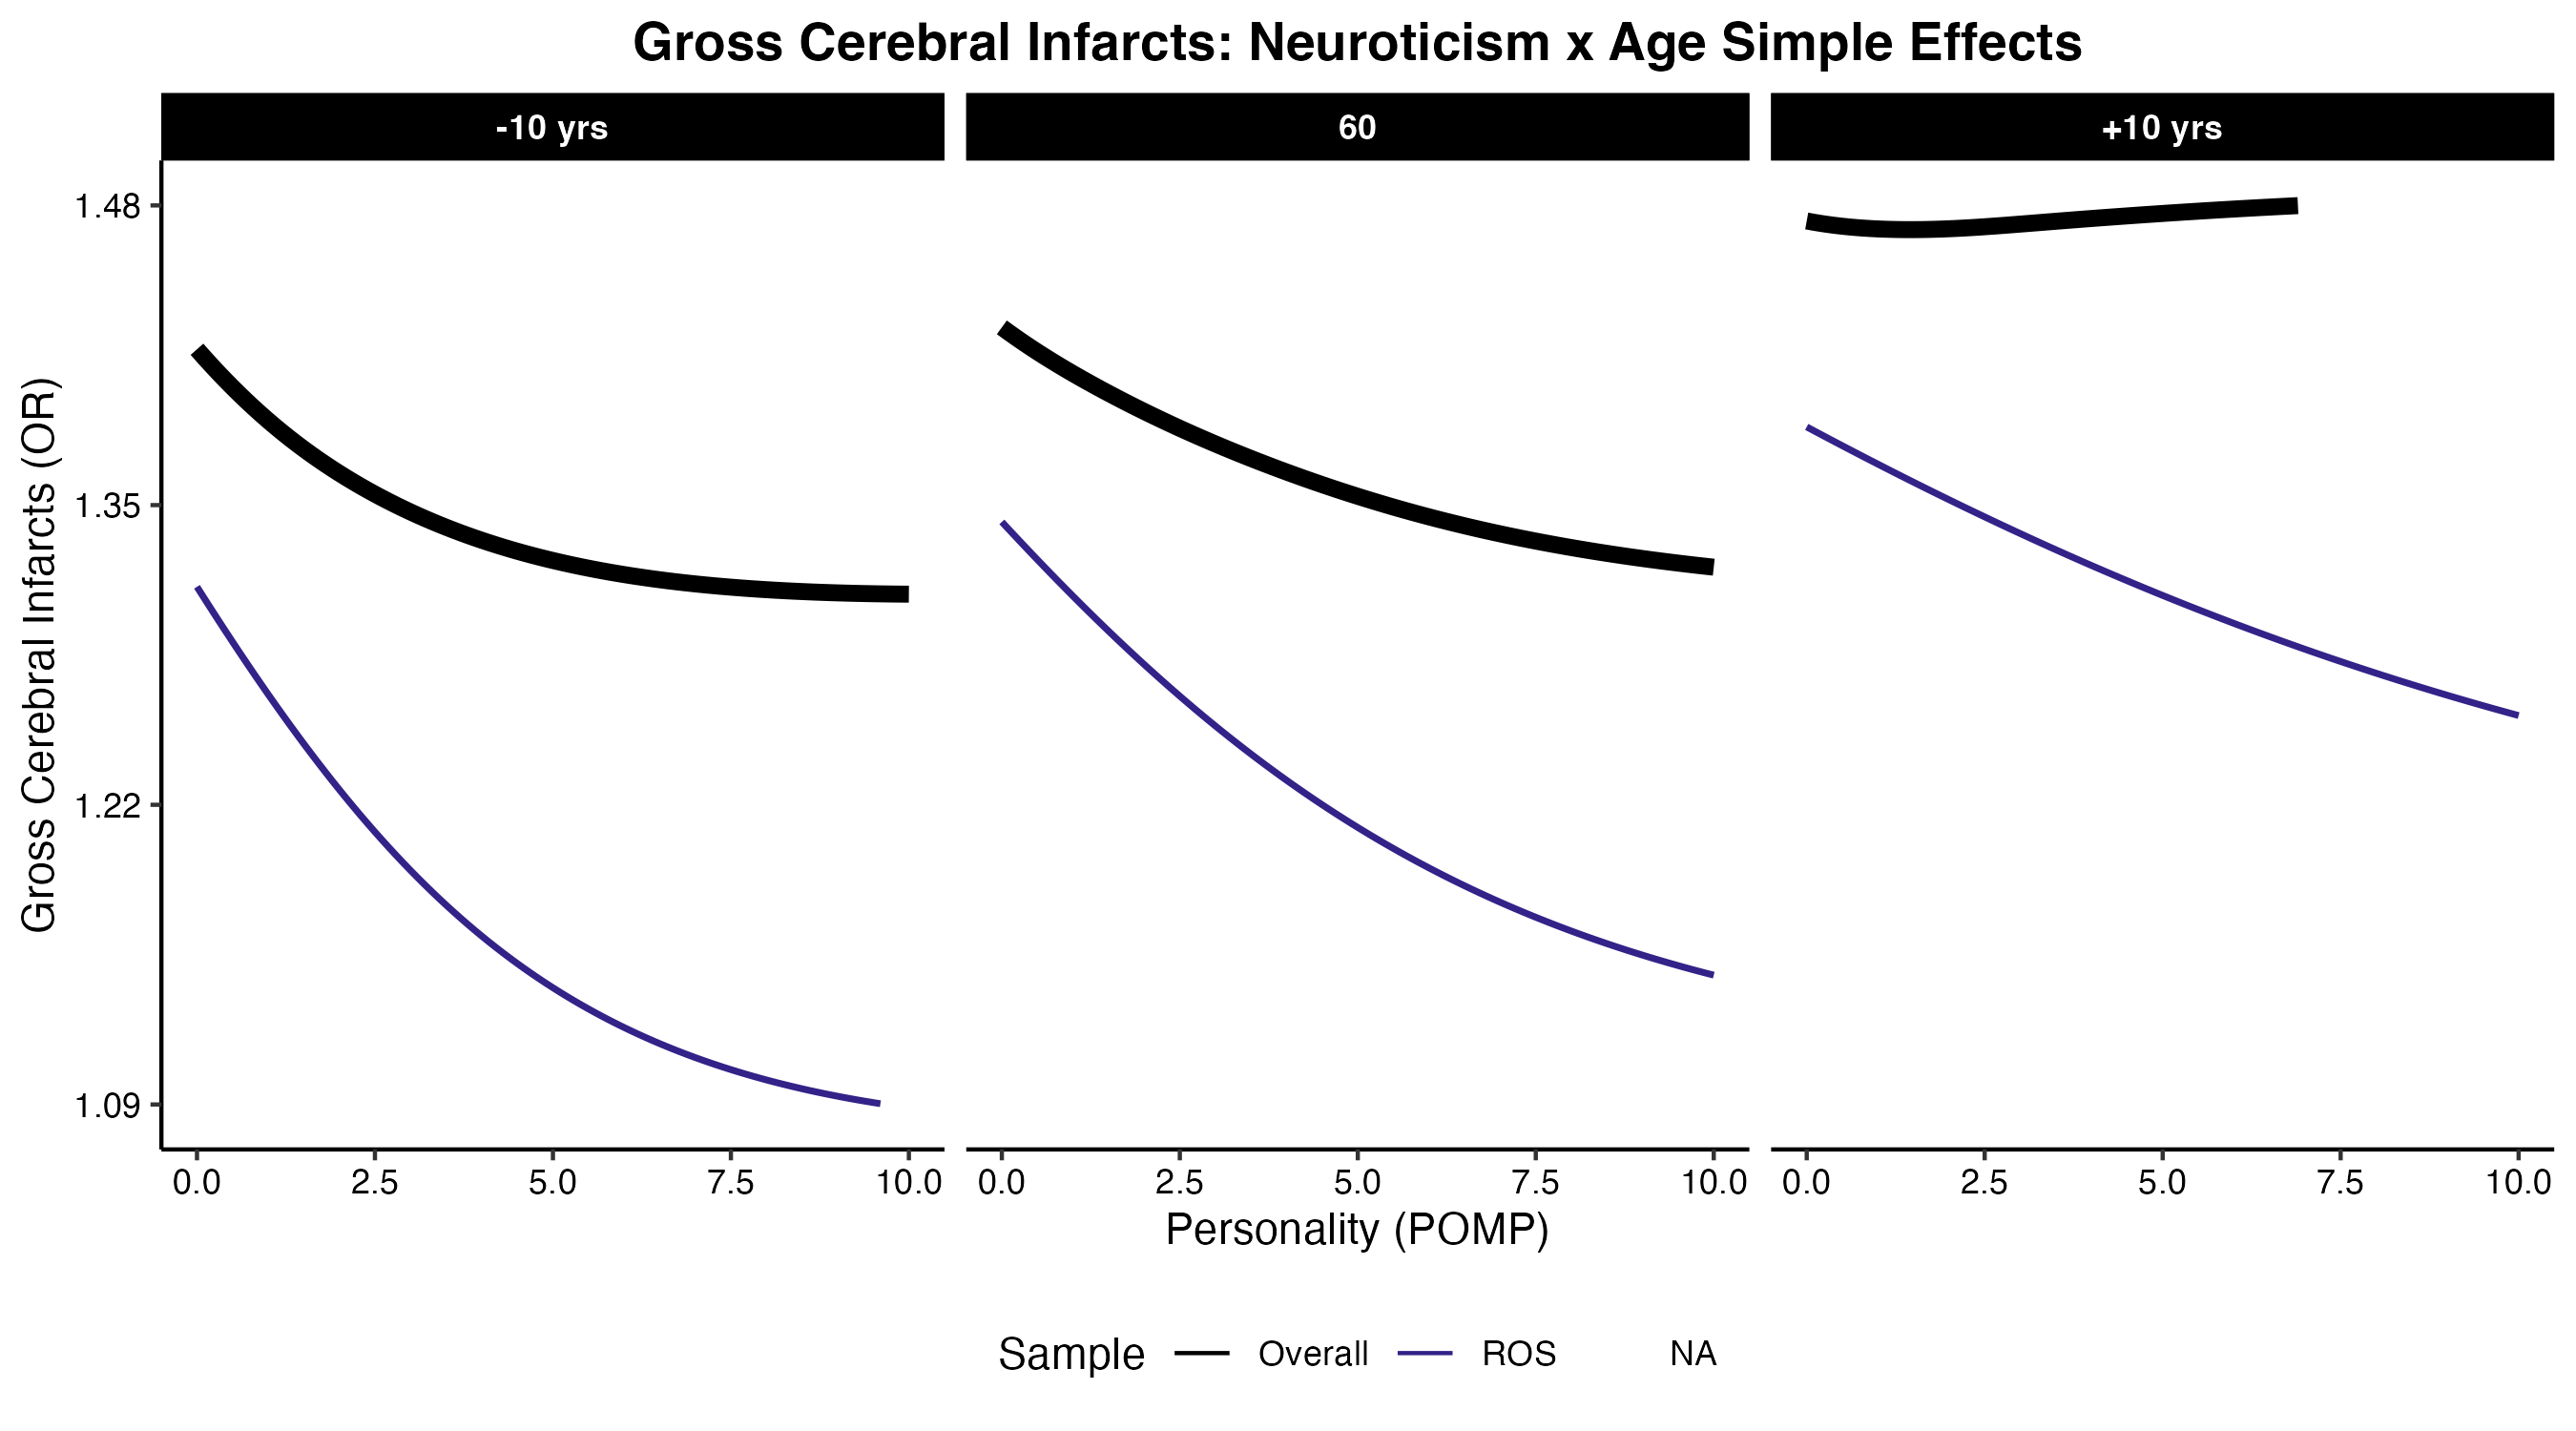 Gross Cerebral Infarcts: Neuroticism x Age Simple Effects
-10 yrs
60
+10 yrs
Gross Cerebral Infarcts (OR)
1.48
1.35
1.22
1.09
0.0 2.5 5.0 7.5 10.0
0.0 2.5 5.0 7.5 10.0
0.0 2.5 5.0 7.5 10.0
Personality (POMP)
Sample Overall ROS NA